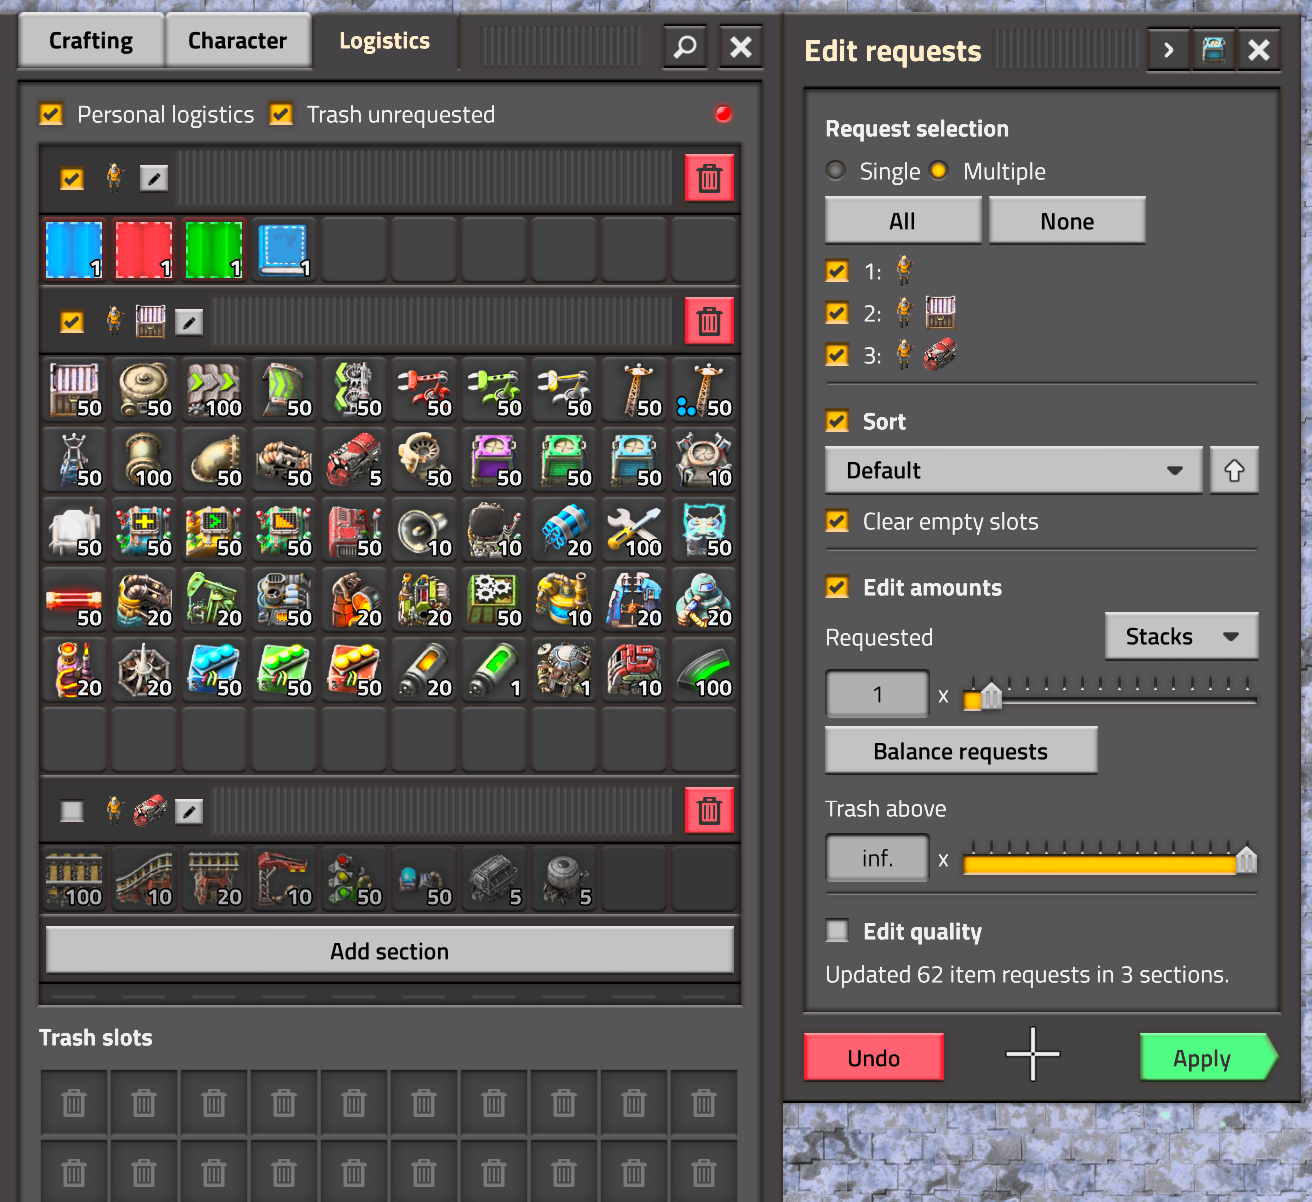 Crafting Character Logistics
Personal logistics Trash unrequested
1 1 1 1
50 50 100 50 50 50 50 50 50 50
50 100 50 50 5 50 50 50 50 10
50 50 50 50 50 10 10 20 100 50
50 20 20 50 20 20 50 10 20 20
20 20 50 50 50 20 1 1 10 100
100 10 20 10 50 50 5 5
Add section
Trash slots
Edit requests
Request selection
Single Multiple
All None
1:
2:
3:
Sort
Default
Clear empty slots
Edit amounts
Requested Stacks
1 x
Balance requests
Trash above
inf. x
Edit quality
Updated 62 item requests in 3 sections.
Undo Apply